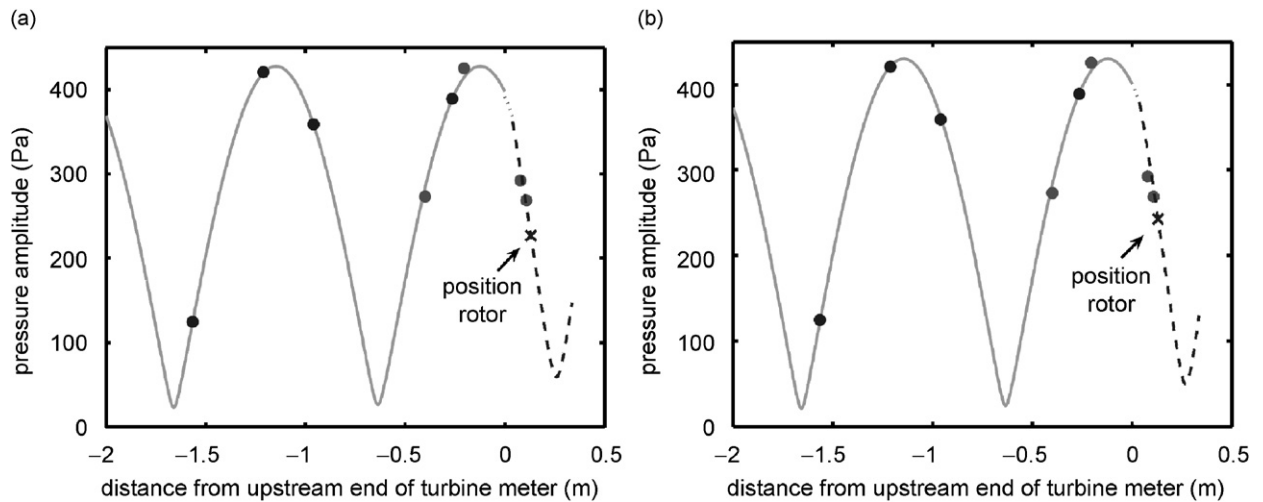 (a)
pressure amplitude (Pa)
400
300
200
100
0
position
rotor
−2
−1.5
−1
−0.5
0
0.5
distance from upstream end of turbine meter (m)
(b)
pressure amplitude (Pa)
400
300
200
100
0
position
rotor
−2
−1.5
−1
−0.5
0
0.5
distance from upstream end of turbine meter (m)